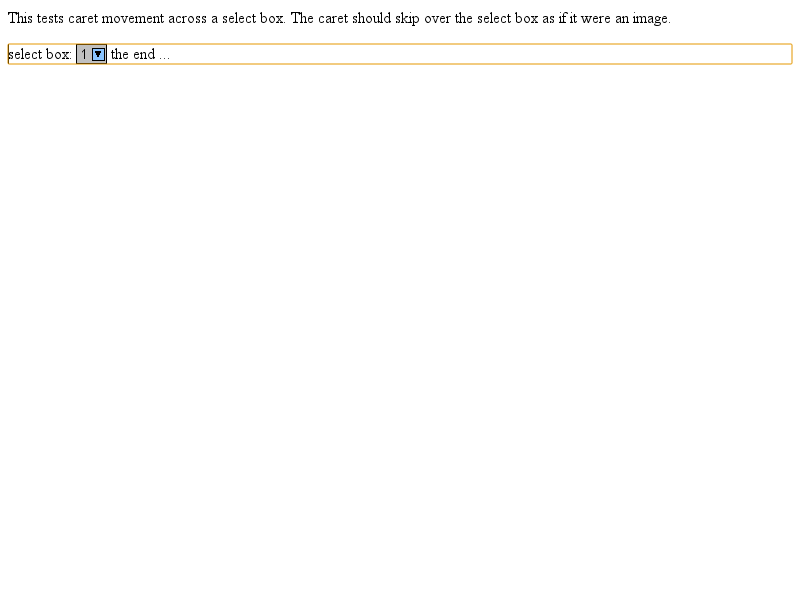 This tests caret movement across a select box. The caret should skip over the select box as if it were an image.
select box: 1 the end ...